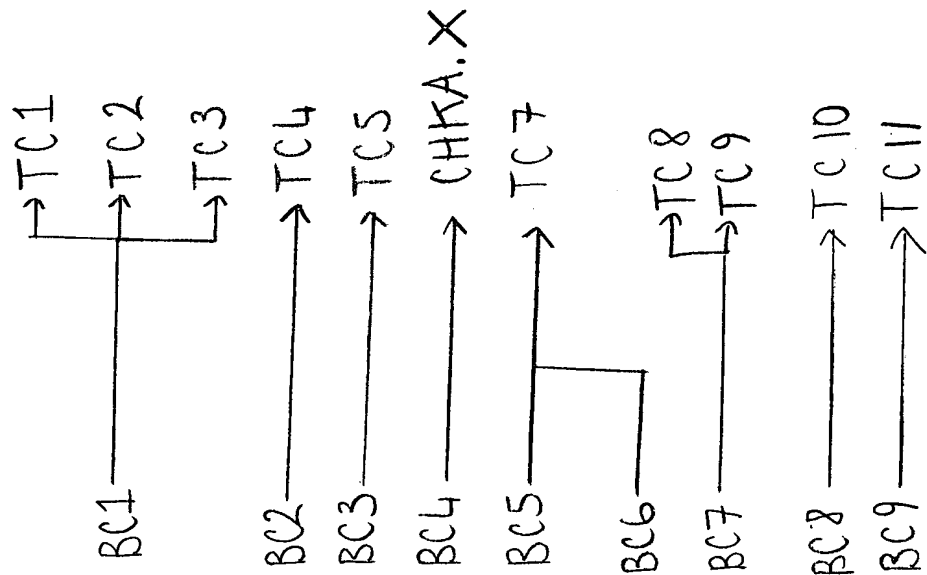 BC1
TC1
TC2
TC3
BC2
TC4
BC3
TC5
BC4
CHKA.X
BC5
TC7
BC6
BC7
TC8
TC9
BC8
TC10
BC9
TC11